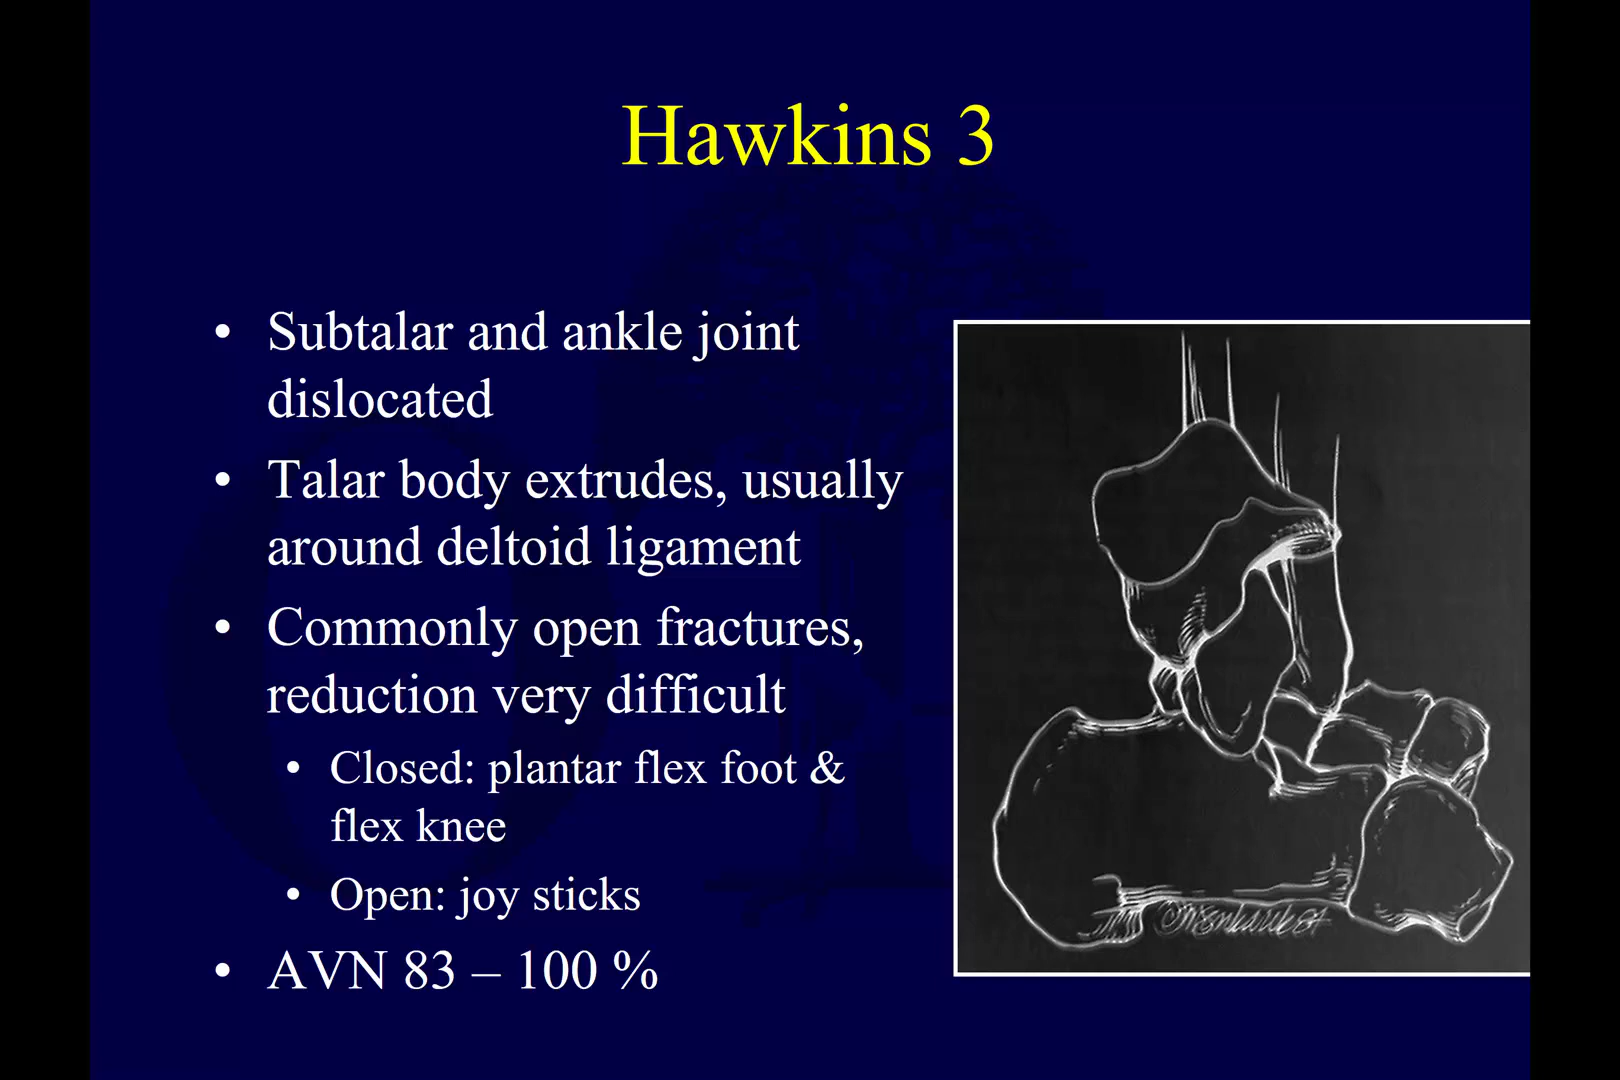 Hawkins 3
• Subtalar and ankle joint
dislocated
• Talar body extrudes, usually
around deltoid ligament
• Commonly open fractures,
reduction very difficult
• Closed: plantar flex foot &
flex knee
• Open: joy sticks
• AVN 83 – 100 %